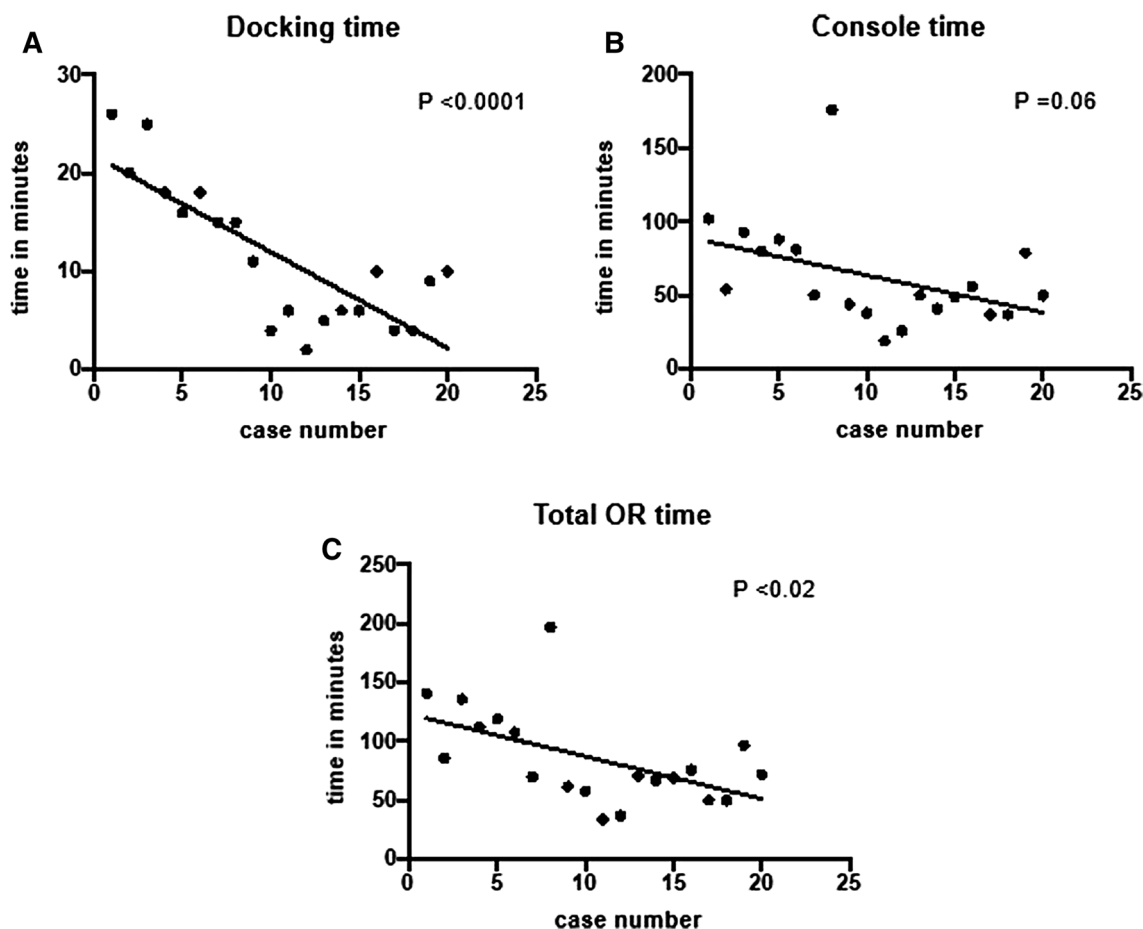 A
Docking time
P <0.0001
time in minutes
30
20
10
0
0 5 10 15 20 25
case number
B
Console time
P =0.06
time in minutes
200
150
100
50
0
0 5 10 15 20 25
case number
C
Total OR time
P <0.02
time in minutes
250
200
150
100
50
0
0 5 10 15 20 25
case number